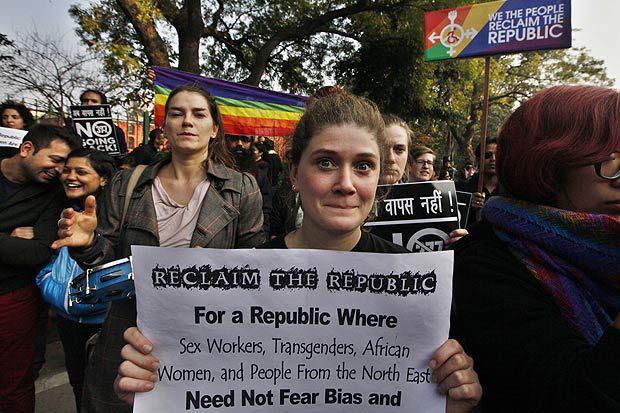 WE THE PEOPLE
RECLAIM THE
REPUBLIC
NO
GOING
BACK!
वापस नहीं !
377
RECLAIM THE REPUBLIC
For a Republic Where
Sex Workers, Transgenders, African
Women, and People From the North East
Need Not Fear Bias and